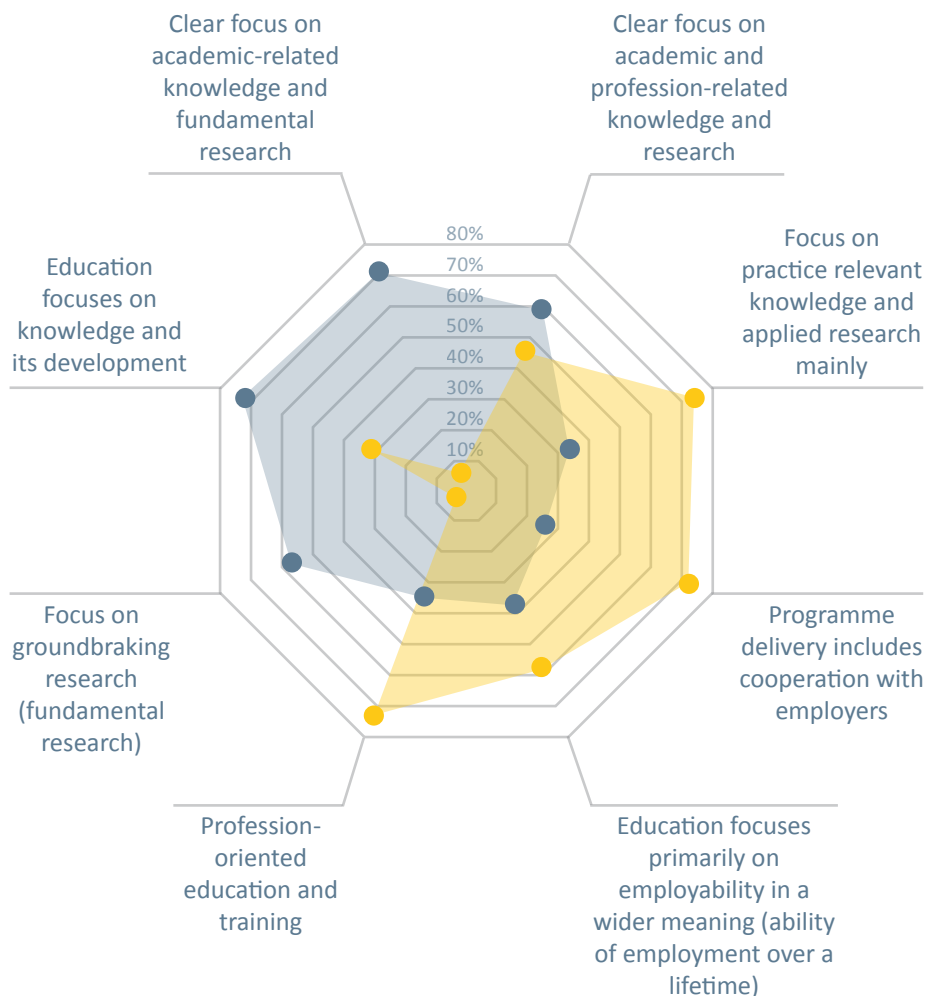 Clear focus on
academic-related
knowledge and
fundamental
research
Clear focus on
academic and
profession-related
knowledge and
research
80%
70%
60%
50%
40%
30%
20%
10%
Education
focuses on
knowledge and
its development
Focus on
practice relevant
knowledge and
applied research
mainly
Focus on
groundbraking
research
(fundamental
research)
Programme
delivery includes
cooperation with
employers
Profession-
oriented
education and
training
Education focuses
primarily on
employability in a
wider meaning (ability
of employment over a
lifetime)